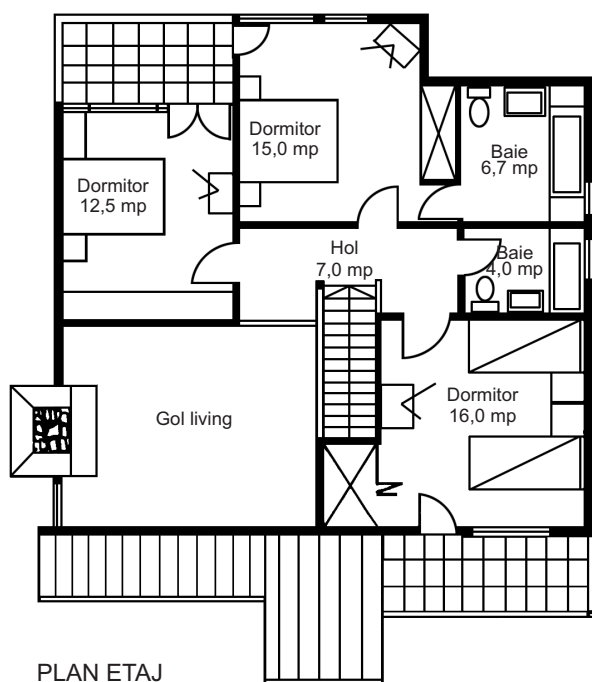 Dormitor
15,0 mp
Baie
6,7 mp
Dormitor
12,5 mp
Hol
7,0 mp
Baie
4,0 mp
Dormitor
16,0 mp
Gol living
PLAN ETAJ